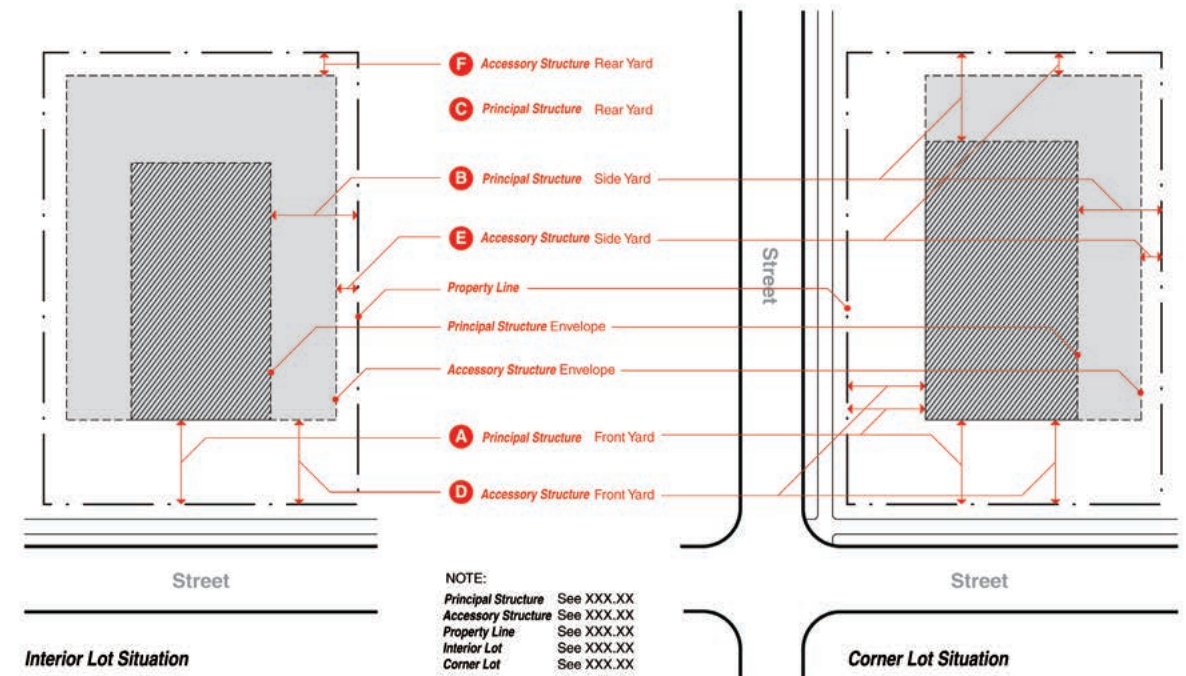 F Accessory Structure Rear Yard
C Principal Structure Rear Yard
B Principal Structure Side Yard
E Accessory Structure Side Yard
Street
Property Line
Principal Structure Envelope
Accessory Structure Envelope
A Principal Structure Front Yard
D Accessory Structure Front Yard
Street
Street
NOTE:
Principal Structure See XXX.XX
Accessory Structure See XXX.XX
Property Line See XXX.XX
Interior Lot See XXX.XX
Corner Lot See XXX.XX
Interior Lot Situation
Corner Lot Situation